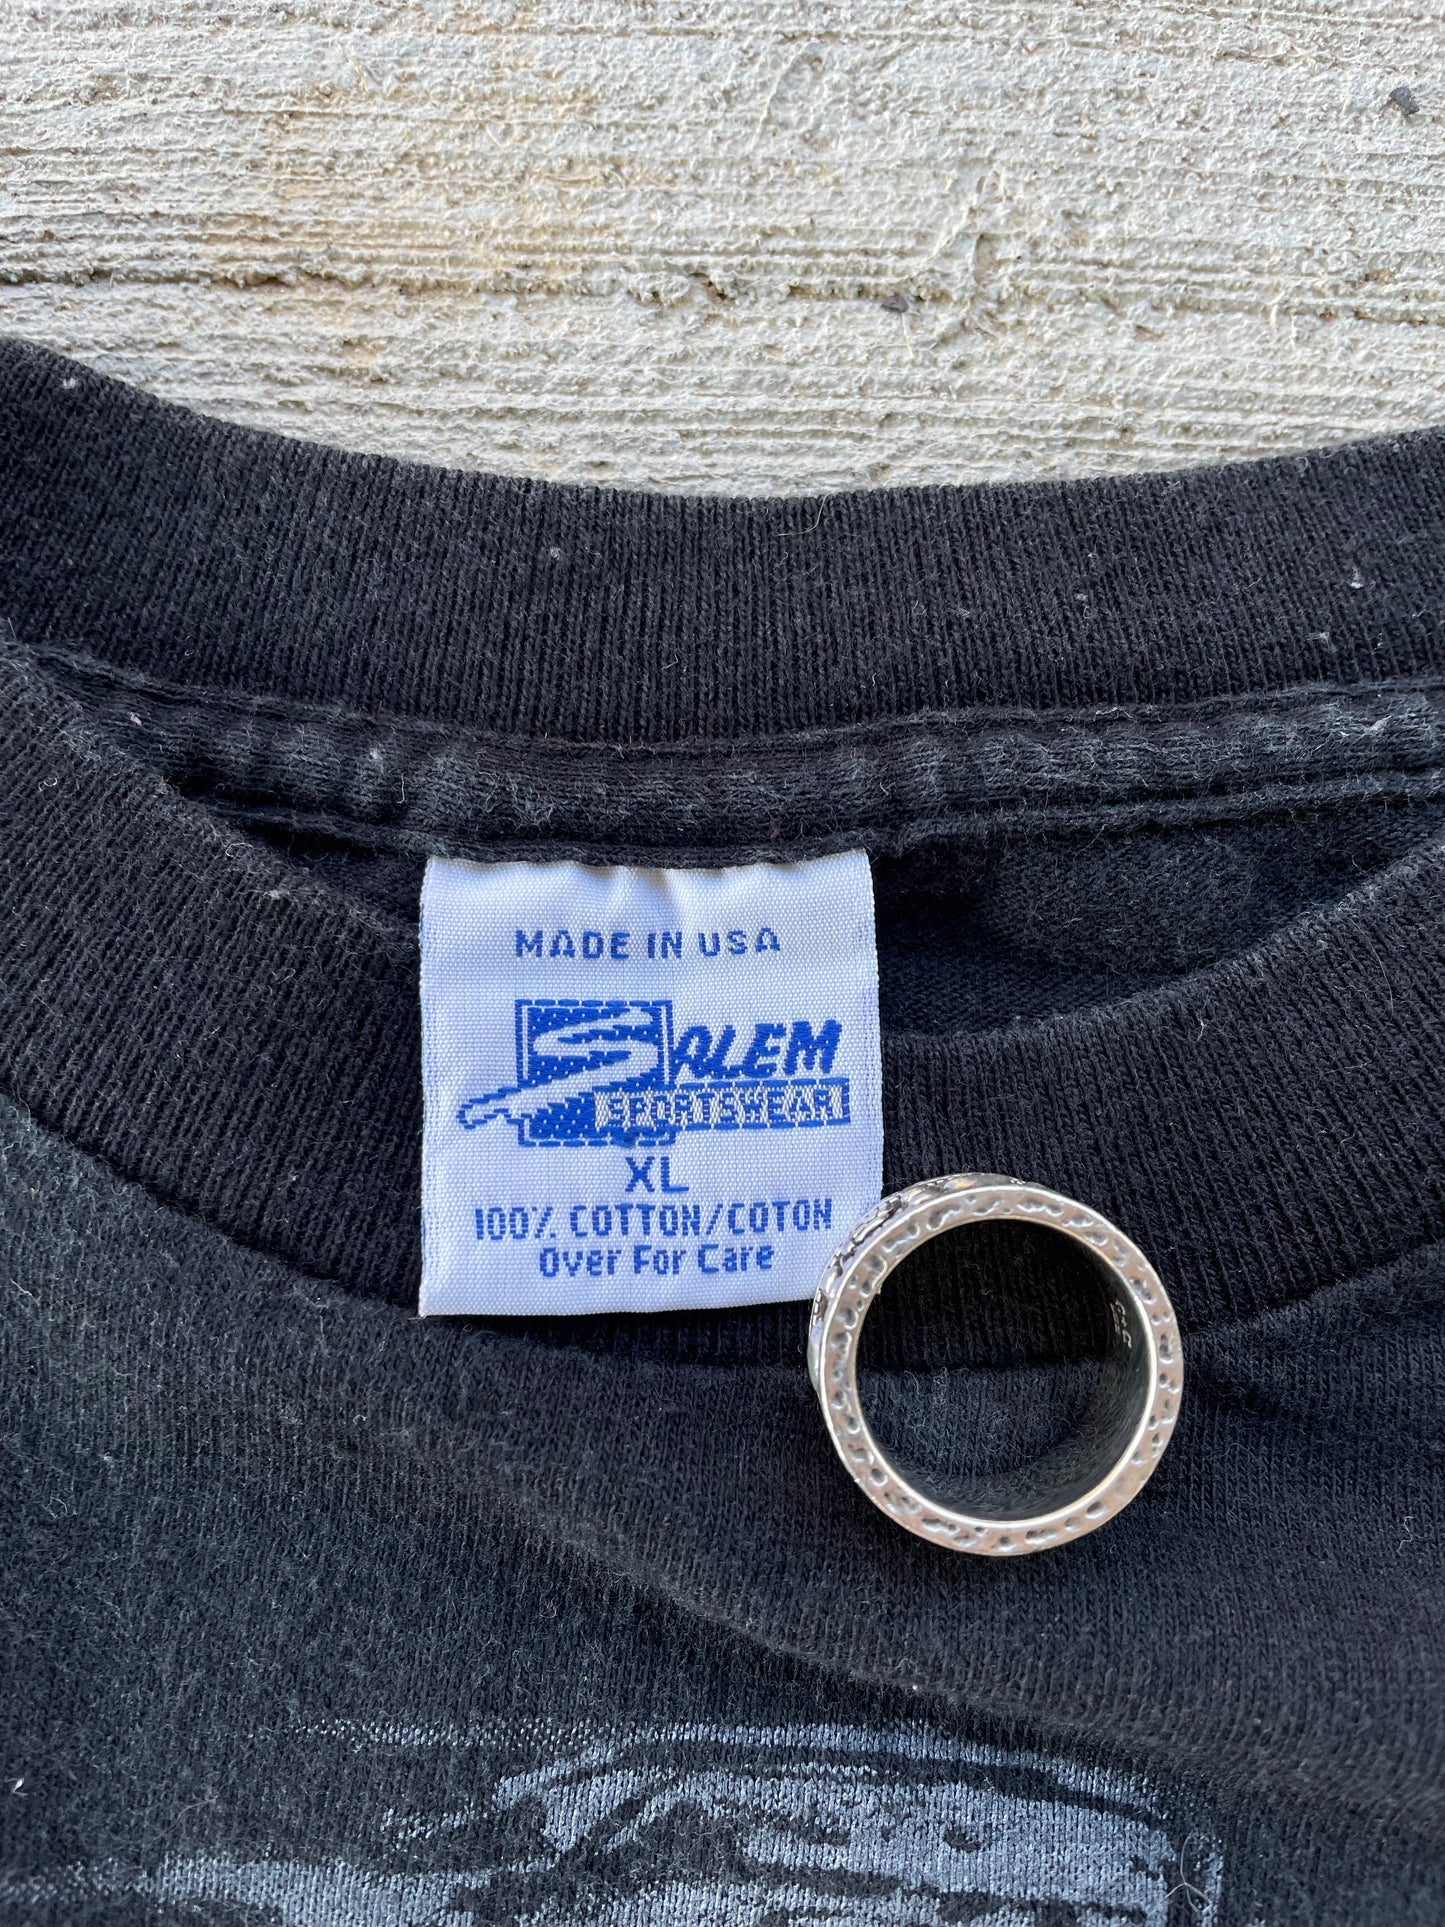 MADE IN USA
SALEM
SPORTSWEAR
XL
100% COTTON/COTON
Over For Care